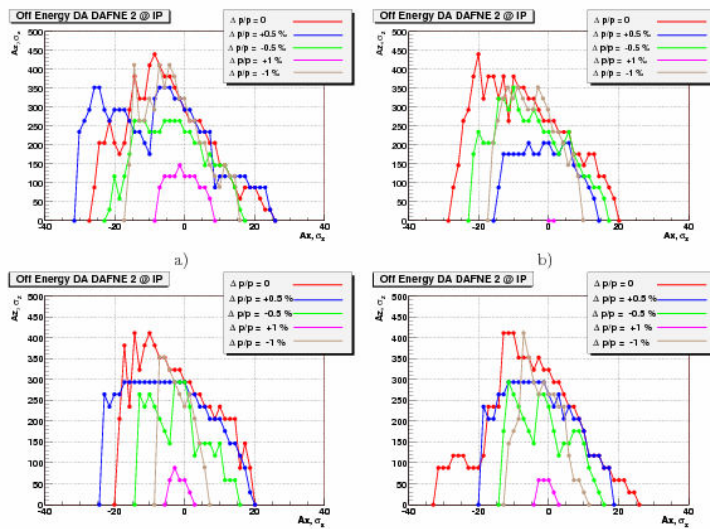 Off Energy DA DAFNE 2 @ IP
Δ p/p = 0
Δ p/p = +0.5 %
Δ p/p = -0.5 %
Δ p/p = +1 %
Δ p/p = -1 %
Az, σz
500
450
400
350
300
250
200
150
100
50
0
-40
-20
0
20
40
Ax, σx
a)
Off Energy DA DAFNE 2 @ IP
Δ p/p = 0
Δ p/p = +0.5 %
Δ p/p = -0.5 %
Δ p/p = +1 %
Δ p/p = -1 %
Az, σz
500
450
400
350
300
250
200
150
100
50
0
-40
-20
0
20
40
Ax, σx
b)
Off Energy DA DAFNE 2 @ IP
Δ p/p = 0
Δ p/p = +0.5 %
Δ p/p = -0.5 %
Δ p/p = +1 %
Δ p/p = -1 %
Az, σz
500
450
400
350
300
250
200
150
100
50
0
-40
-20
0
20
40
Ax, σx
Off Energy DA DAFNE 2 @ IP
Δ p/p = 0
Δ p/p = +0.5 %
Δ p/p = -0.5 %
Δ p/p = +1 %
Δ p/p = -1 %
Az, σz
500
450
400
350
300
250
200
150
100
50
0
-40
-20
0
20
40
Ax, σx